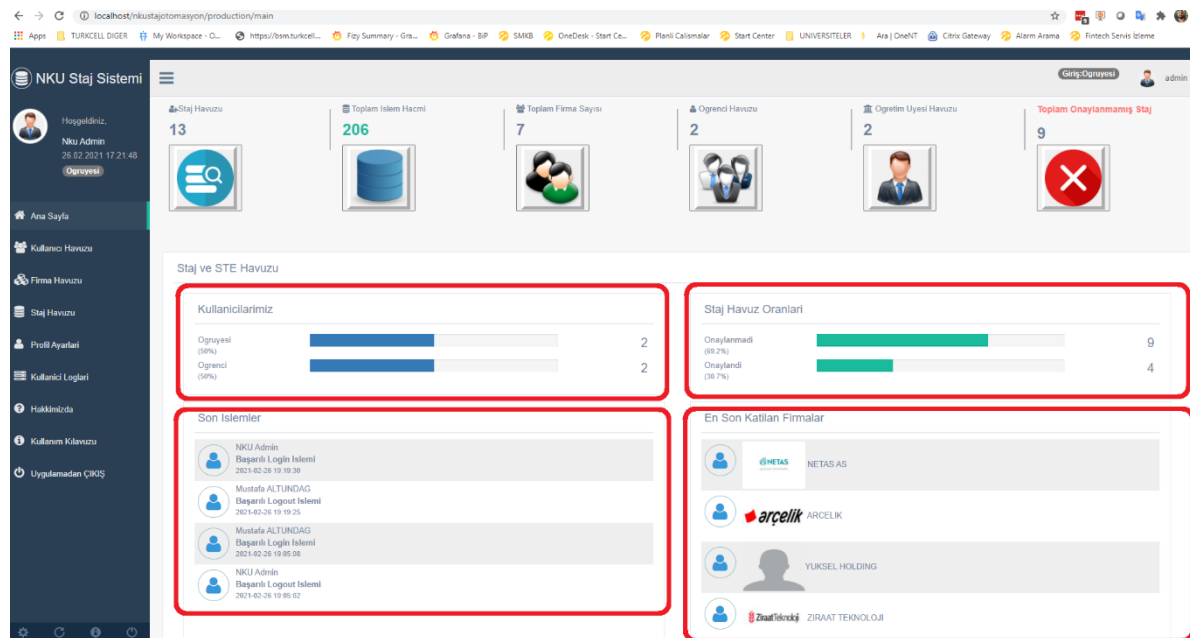 localhost/nkustajotomasyon/production/main
Apps TURKCELL DIGER My Workspace - O... https://bsm.turkcell... Fizy Summary - Gra... Grafana - BiP SMKB OneDesk - Start Ce... Planli Calismalar Start Center UNIVERSITELER Ara | OneNT Citrix Gateway Alarm Arama Fintech Servis Izleme
NKU Staj Sistemi
Giriş:Ogruyesi
admin
Hoşgeldiniz,
Nku Admin
26.02.2021 17:21:48
Ogruyesi
Ana Sayfa
Kullanıcı Havuzu
Firma Havuzu
Staj Havuzu
Profil Ayarlari
Kullanici Loglari
Hakkimizda
Kullanım Kılavuzu
Uygulamadan ÇIKIŞ
Staj Havuzu
13
Toplam Islem Hacmi
206
Toplam Firma Sayısı
7
Ogrenci Havuzu
2
Ogretim Uyesi Havuzu
2
Toplam Onaylanmamış Staj
9
Staj ve STE Havuzu
Kullanicilarimiz
Ogruyesi
(50%)
2
Ogrenci
(50%)
2
Staj Havuz Oranlari
Onaylanmadi
(69.2%)
9
Onaylandi
(30.7%)
4
Son Islemler
NKU Admin
Başarılı Login Islemi
2021-02-26 19:19:30
Mustafa ALTUNDAG
Başarılı Logout Islemi
2021-02-26 19:19:25
Mustafa ALTUNDAG
Başarılı Login Islemi
2021-02-26 19:05:08
NKU Admin
Başarılı Logout Islemi
2021-02-26 19:05:02
En Son Katilan Firmalar
NETAS NETAS AS
arçelik ARCELIK
YUKSEL HOLDING
Ziraat Teknoloji ZIRAAT TEKNOLOJI